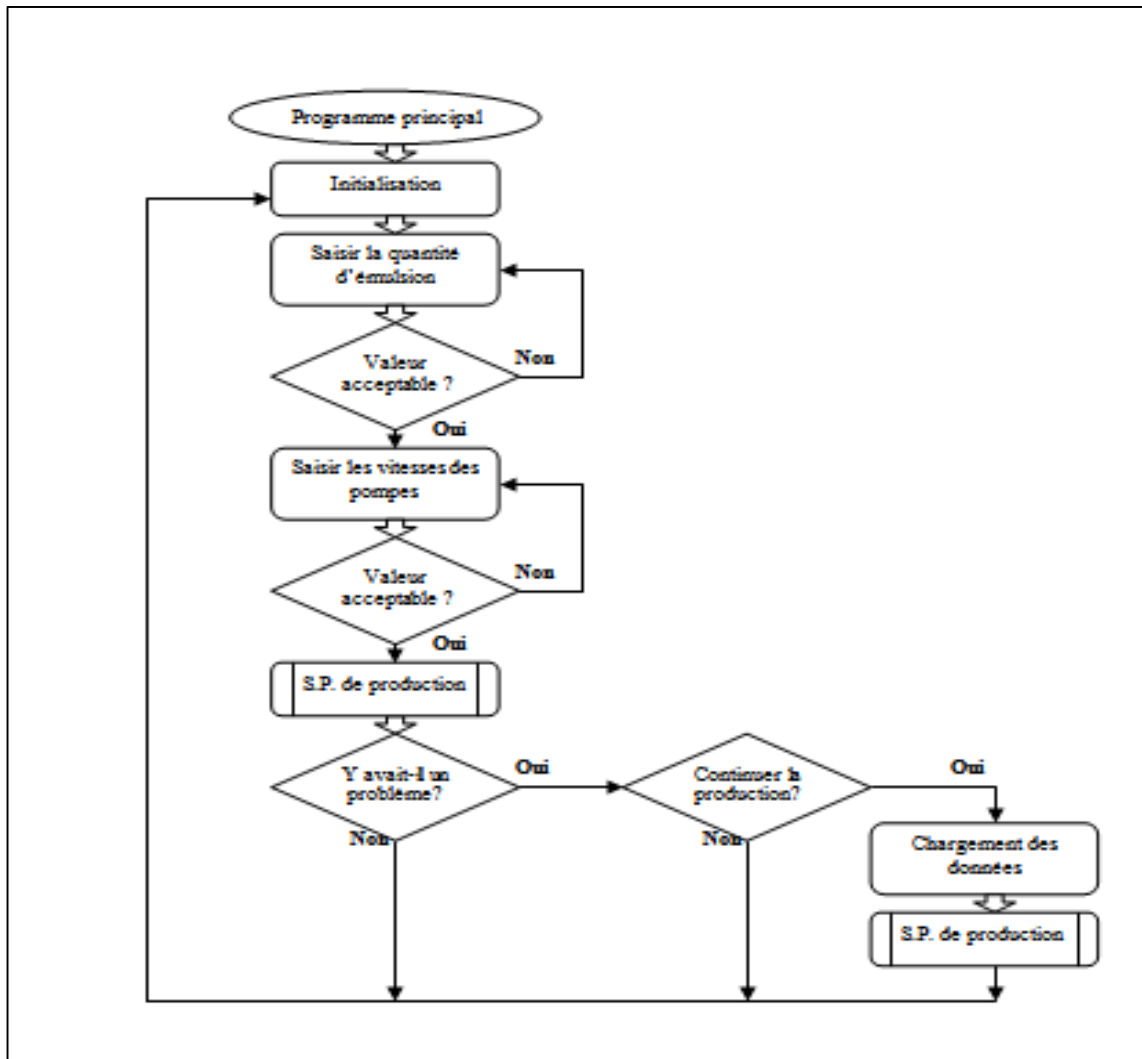 Programme principal
Initialisation
Saisir la quantité
d'émulsion
Valeur
acceptable ?
Non
Oui
Saisir les vitesses des
pompes
Valeur
acceptable ?
Non
Oui
S.P. de production
Y avait-il un
problème?
Oui
Non
Continuer la
production?
Oui
Non
Chargement des
données
S.P. de production